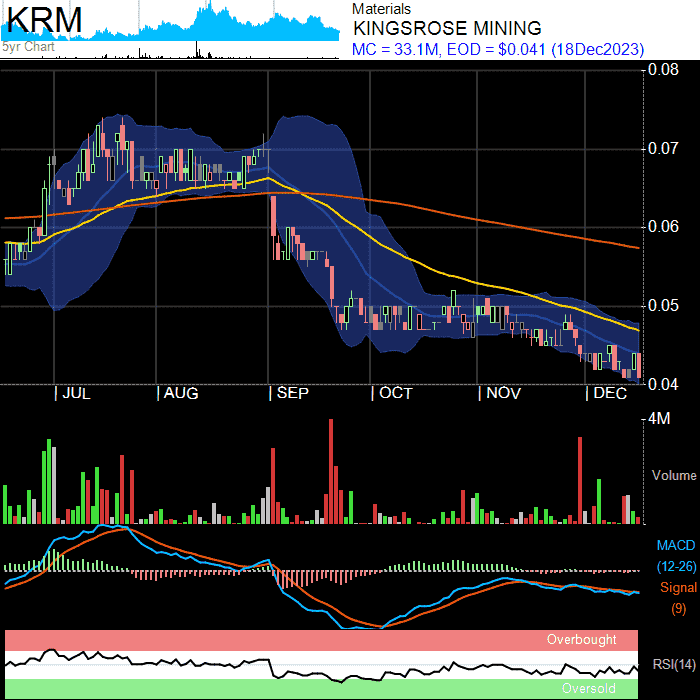 KRM
5yr Chart
Materials
KINGSROSE MINING
MC = 33.1M, EOD = $0.041 (18Dec2023)
0.08
0.07
0.06
0.05
0.04
JUL
AUG
SEP
OCT
NOV
DEC
4M
Volume
MACD
(12-26)
Signal
(9)
Overbought
RSI(14)
Oversold